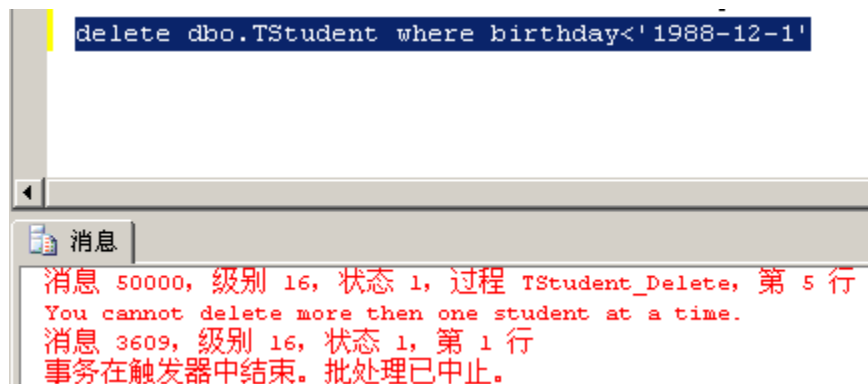 delete dbo.TStudent where birthday<'1988-12-1'
消息
消息 50000，级别 16，状态 1，过程 TStudent_Delete，第 5 行
You cannot delete more then one student at a time.
消息 3609，级别 16，状态 1，第 1 行
事务在触发器中结束。批处理已中止。